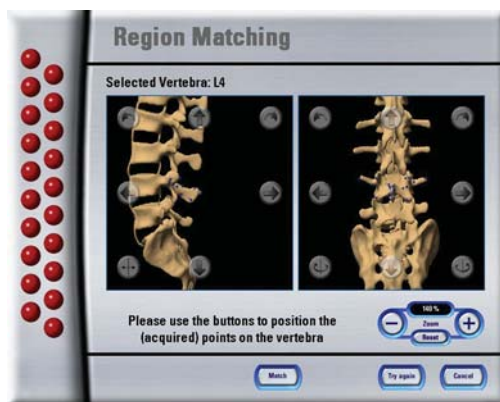 Region Matching
Selected Vertebra: L4
Please use the buttons to position the
(acquired) points on the vertebra
140 %
Zoom
Reset
Match
Try again
Cancel